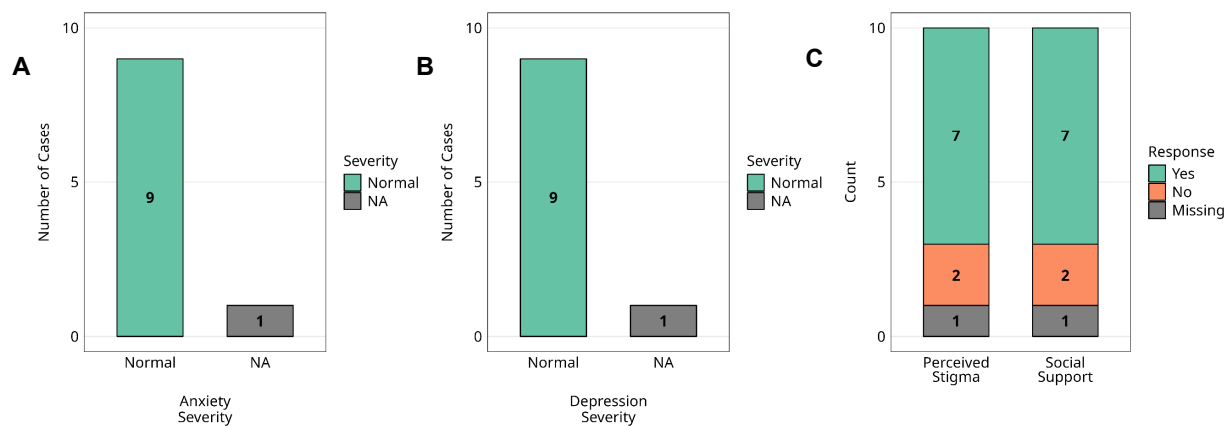 A
Number of Cases
10
5
0
9
1
Normal
NA
Anxiety
Severity
Severity
Normal
NA
B
Number of Cases
10
5
0
9
1
Normal
NA
Depression
Severity
Severity
Normal
NA
C
Count
10
5
0
7
2
1
7
2
1
Perceived
Stigma
Social
Support
Response
Yes
No
Missing